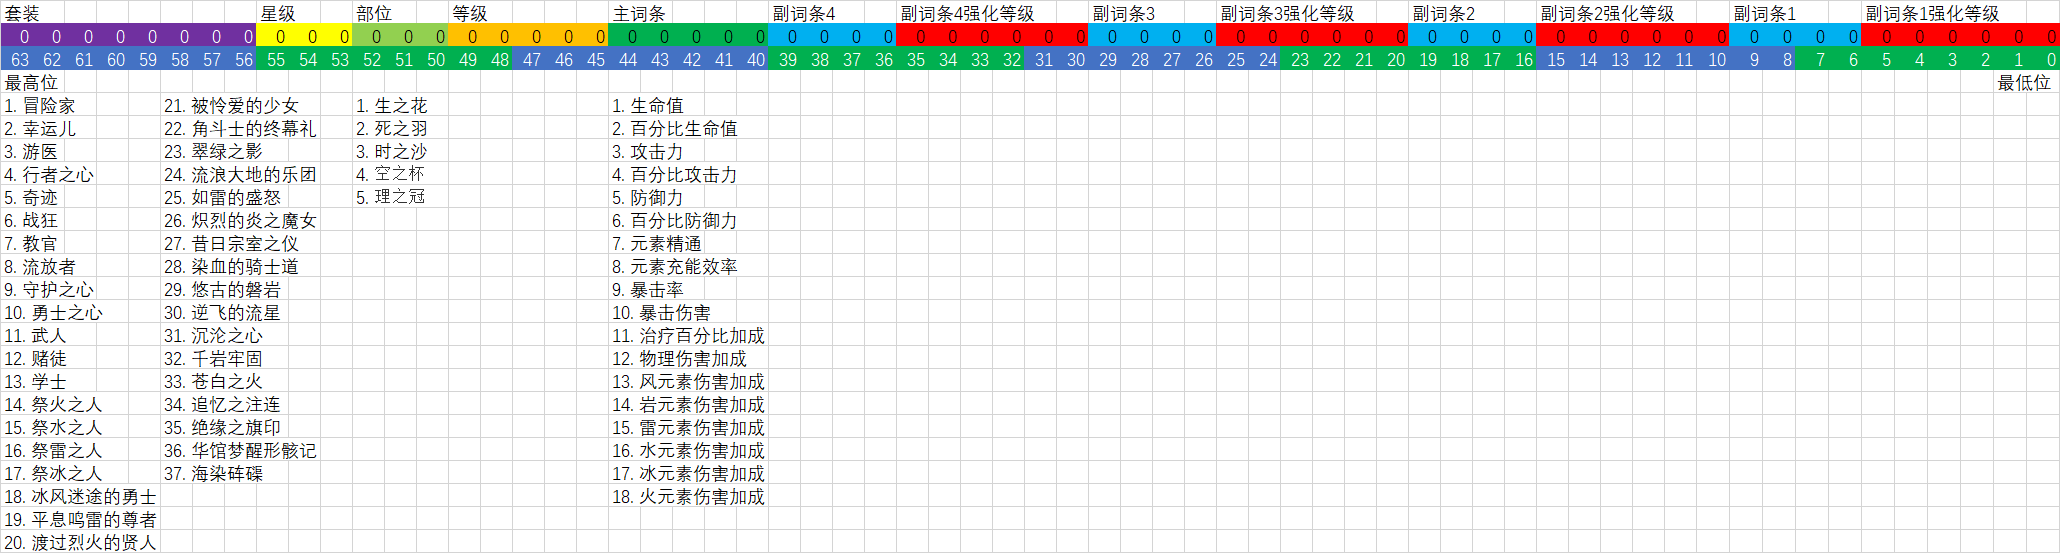 套装 星级 部位 等级 主词条 副词条4 副词条4强化等级 副词条3 副词条3强化等级 副词条2 副词条2强化等级 副词条1 副词条1强化等级
0 0 0 0 0 0 0 0 0 0 0 0 0 0 0 0 0 0 0 0 0 0 0 0 0 0 0 0 0 0 0 0 0 0 0 0 0 0 0 0 0 0 0 0 0 0 0 0 0 0 0 0 0 0 0 0 0 0 0 0 0 0 0 0
63 62 61 60 59 58 57 56 55 54 53 52 51 50 49 48 47 46 45 44 43 42 41 40 39 38 37 36 35 34 33 32 31 30 29 28 27 26 25 24 23 22 21 20 19 18 17 16 15 14 13 12 11 10 9 8 7 6 5 4 3 2 1 0
最高位 最低位
1. 冒险家 21. 被怜爱的少女 1. 生之花 1. 生命值
2. 幸运儿 22. 角斗士的终幕礼 2. 死之羽 2. 百分比生命值
3. 游医 23. 翠绿之影 3. 时之沙 3. 攻击力
4. 行者之心 24. 流浪大地的乐团 4. 空之杯 4. 百分比攻击力
5. 奇迹 25. 如雷的盛怒 5. 理之冠 5. 防御力
6. 战狂 26. 炽烈的炎之魔女 6. 百分比防御力
7. 教官 27. 昔日宗室之仪 7. 元素精通
8. 流放者 28. 染血的骑士道 8. 元素充能效率
9. 守护之心 29. 悠古的磐岩 9. 暴击率
10. 勇士之心 30. 逆飞的流星 10. 暴击伤害
11. 武人 31. 沉沦之心 11. 治疗百分比加成
12. 赌徒 32. 千岩牢固 12. 物理伤害加成
13. 学士 33. 苍白之火 13. 风元素伤害加成
14. 祭火之人 34. 追忆之注连 14. 岩元素伤害加成
15. 祭水之人 35. 绝缘之旗印 15. 雷元素伤害加成
16. 祭雷之人 36. 华馆梦醒形骸记 16. 水元素伤害加成
17. 祭冰之人 37. 海染砗磲 17. 冰元素伤害加成
18. 冰风迷途的勇士 18. 火元素伤害加成
19. 平息鸣雷的尊者
20. 渡过烈火的贤人